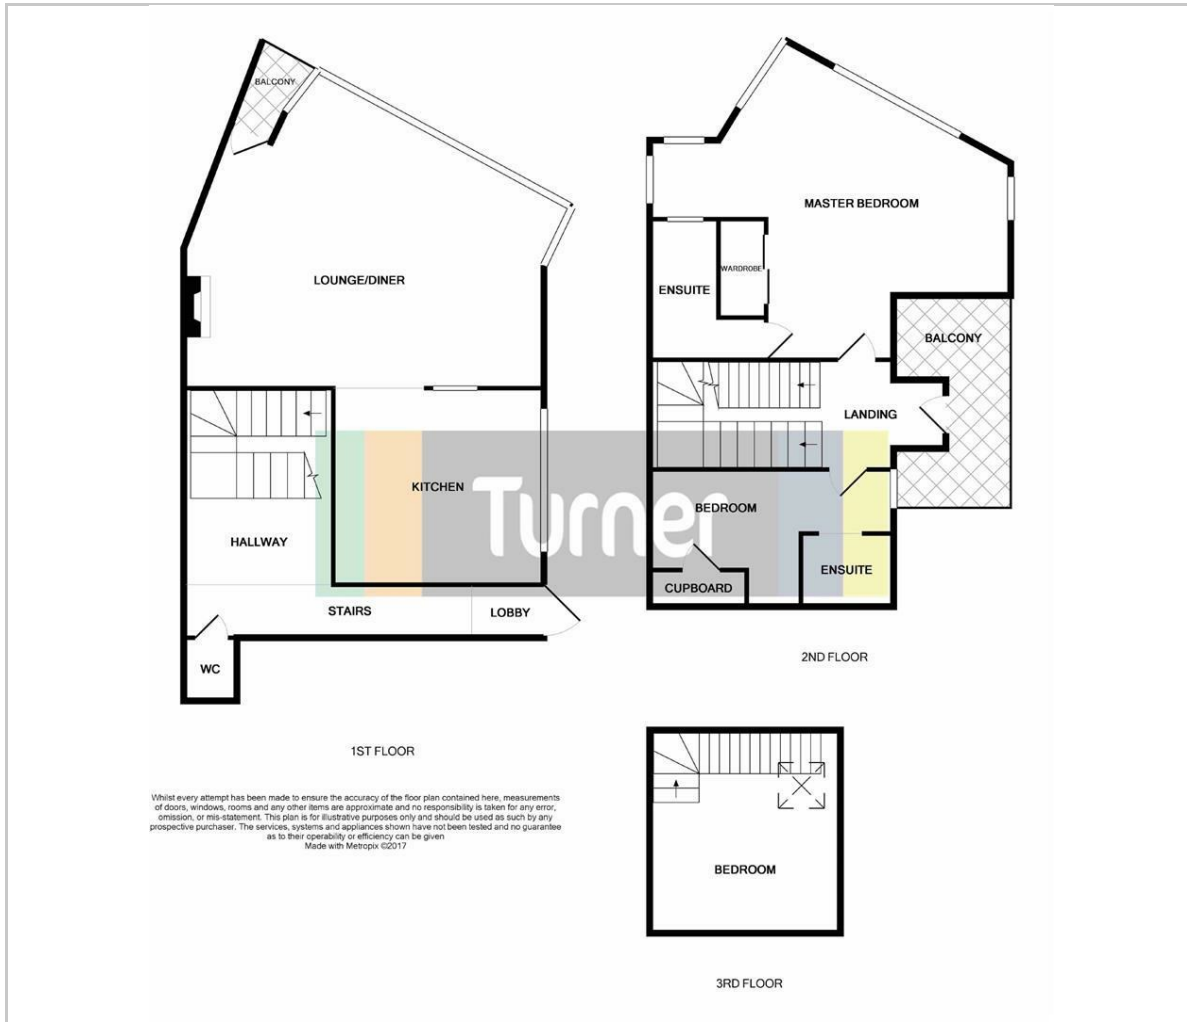 BALCONY
LOUNGE/DINER
KITCHEN
HALLWAY
STAIRS
LOBBY
WC
1ST FLOOR
Whilst every attempt has been made to ensure the accuracy of the floor plan contained here, measurements
of doors, windows, rooms and any other items are approximate and no responsibility is taken for any error,
omission, or mis-statement. This plan is for illustrative purposes only and should be used as such by any
prospective purchaser. The services, systems and appliances shown have not been tested and no guarantee
as to their operability or efficiency can be given
Made with Metropix ©2017
MASTER BEDROOM
WARDROBE
ENSUITE
BALCONY
LANDING
BEDROOM
ENSUITE
CUPBOARD
2ND FLOOR
BEDROOM
3RD FLOOR
Turner